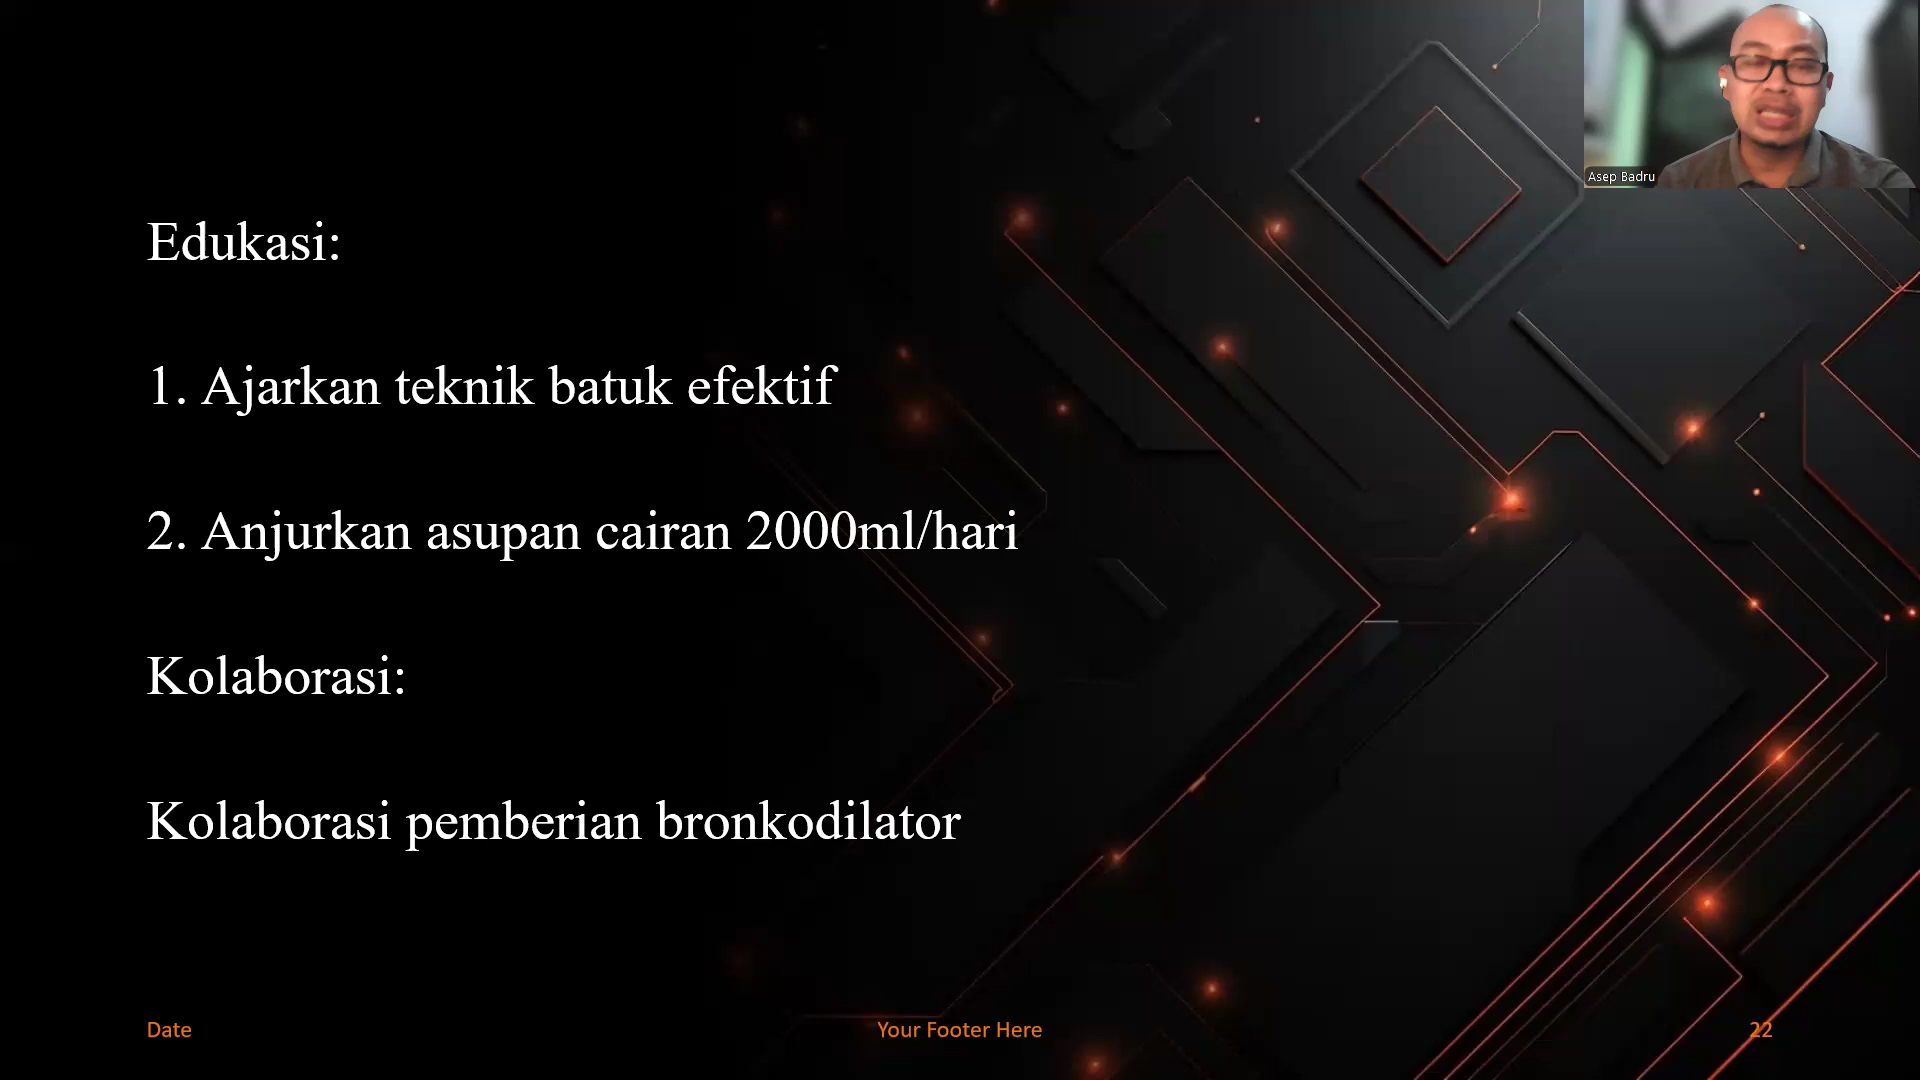 Asep Badru
Edukasi:
1. Ajarkan teknik batuk efektif
2. Anjurkan asupan cairan 2000ml/hari
Kolaborasi:
Kolaborasi pemberian bronkodilator
Date
Your Footer Here
22